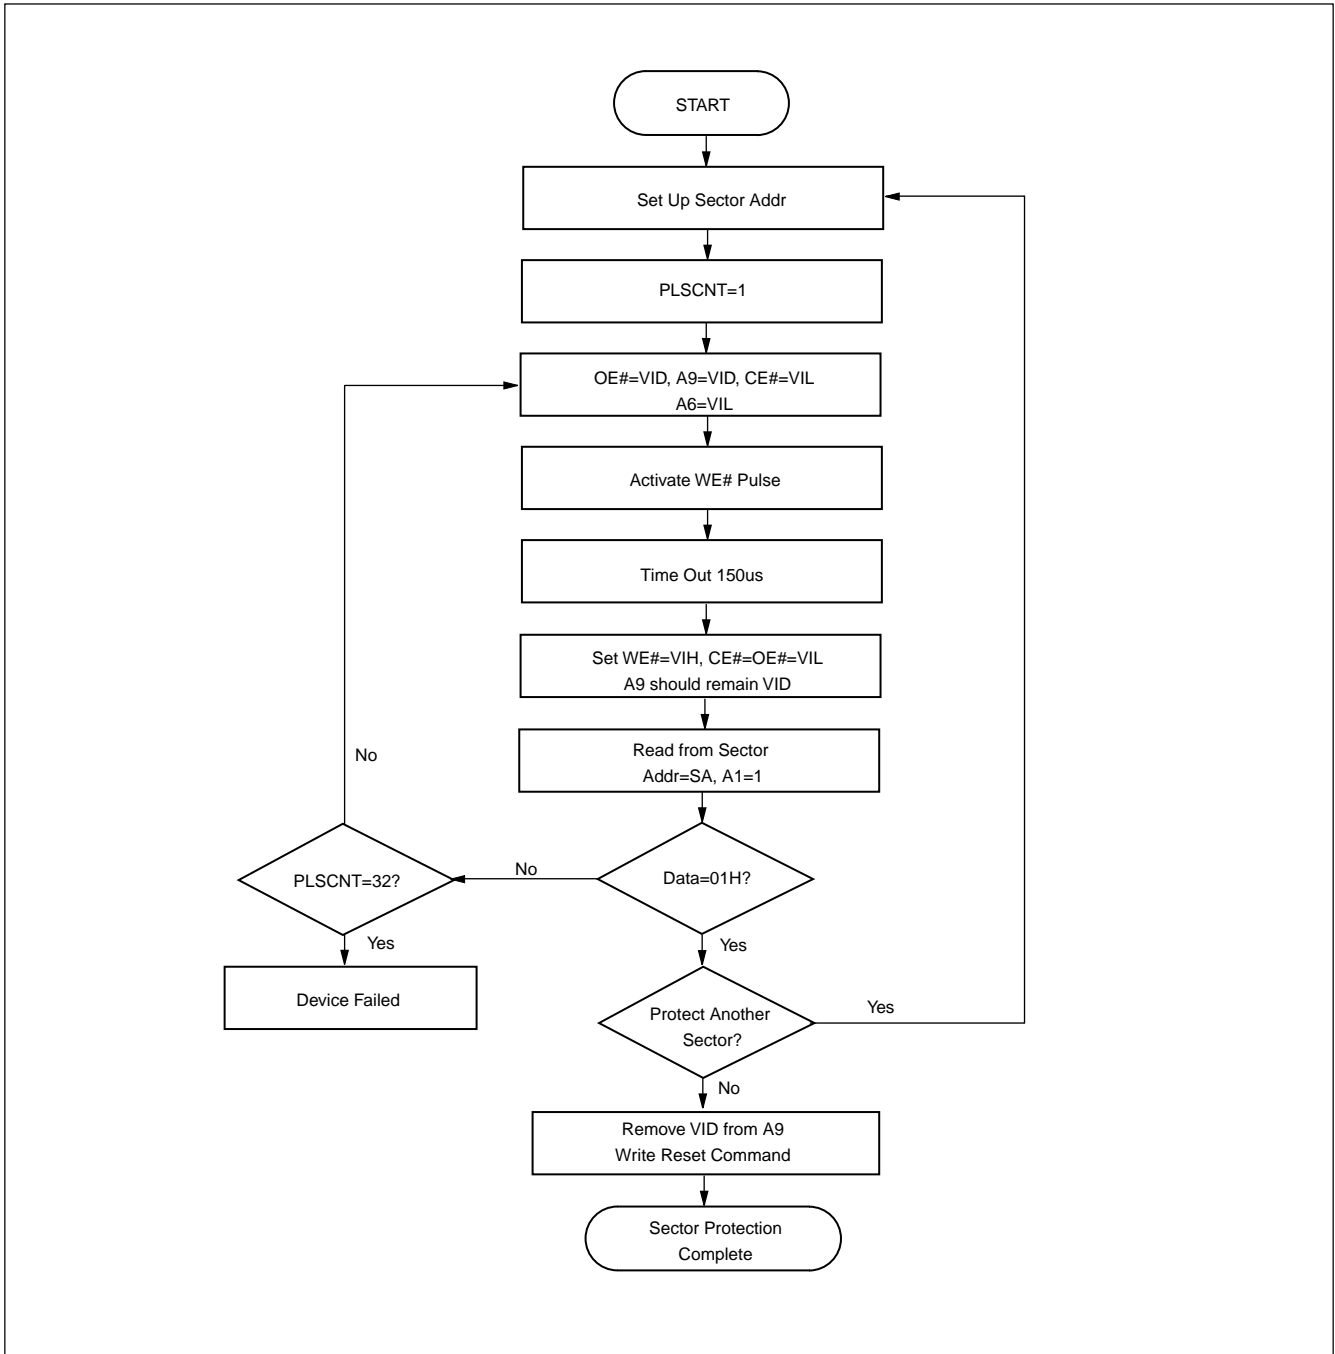 START
Set Up Sector Addr
PLSCNT=1
OE#=VID, A9=VID, CE#=VIL
A6=VIL
Activate WE# Pulse
Time Out 150us
Set WE#=VIH, CE#=OE#=VIL
A9 should remain VID
Read from Sector
Addr=SA, A1=1
No
PLSCNT=32?
No
Data=01H?
Yes
Yes
Device Failed
Protect Another
Sector?
Yes
No
Remove VID from A9
Write Reset Command
Sector Protection
Complete